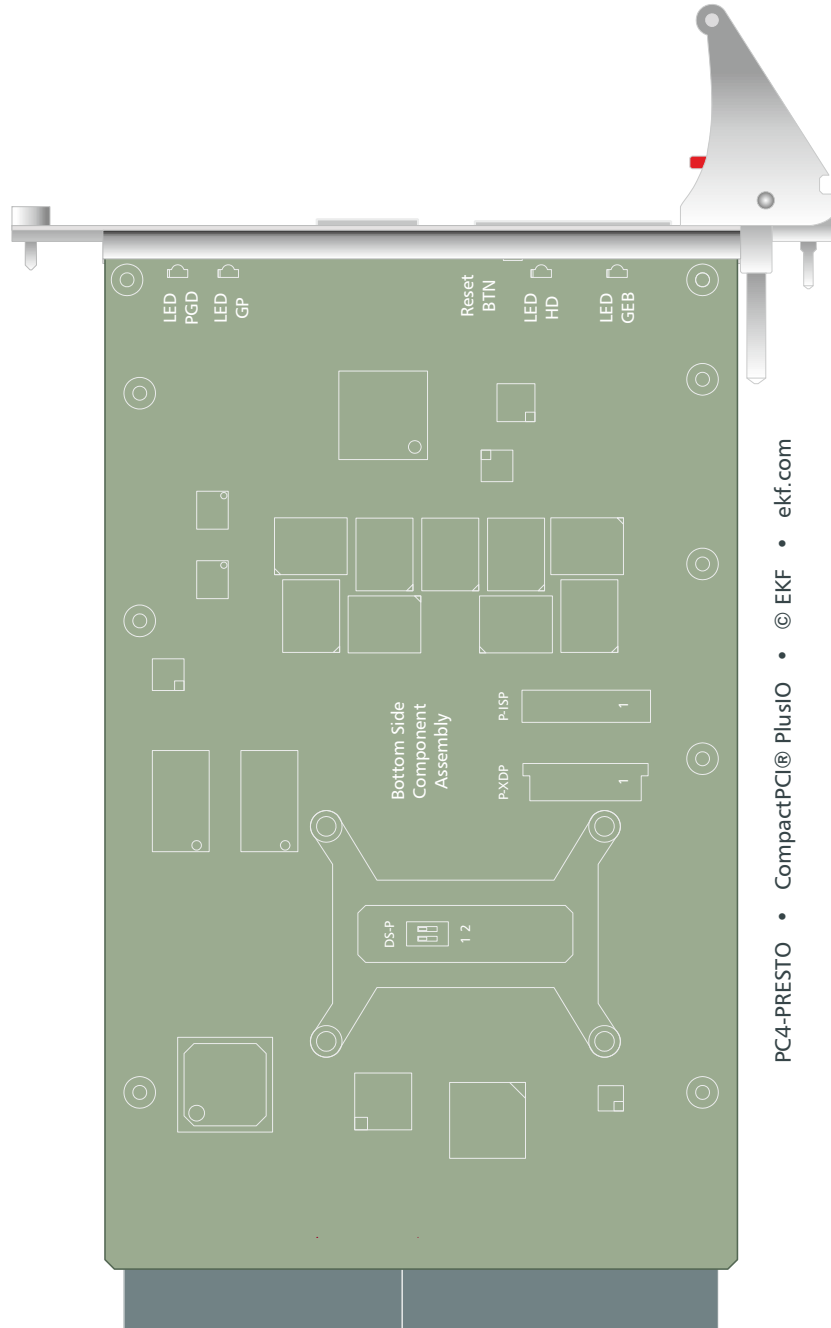 LED
PGD
LED
GP
Reset
BTN
LED
HD
LED
GEB
Bottom Side
Component
Assembly
P-ISP
1
P-XDP
1
DS-P
1 2
PC4-PRESTO • CompactPCI® PlusIO • © EKF • ekf.com